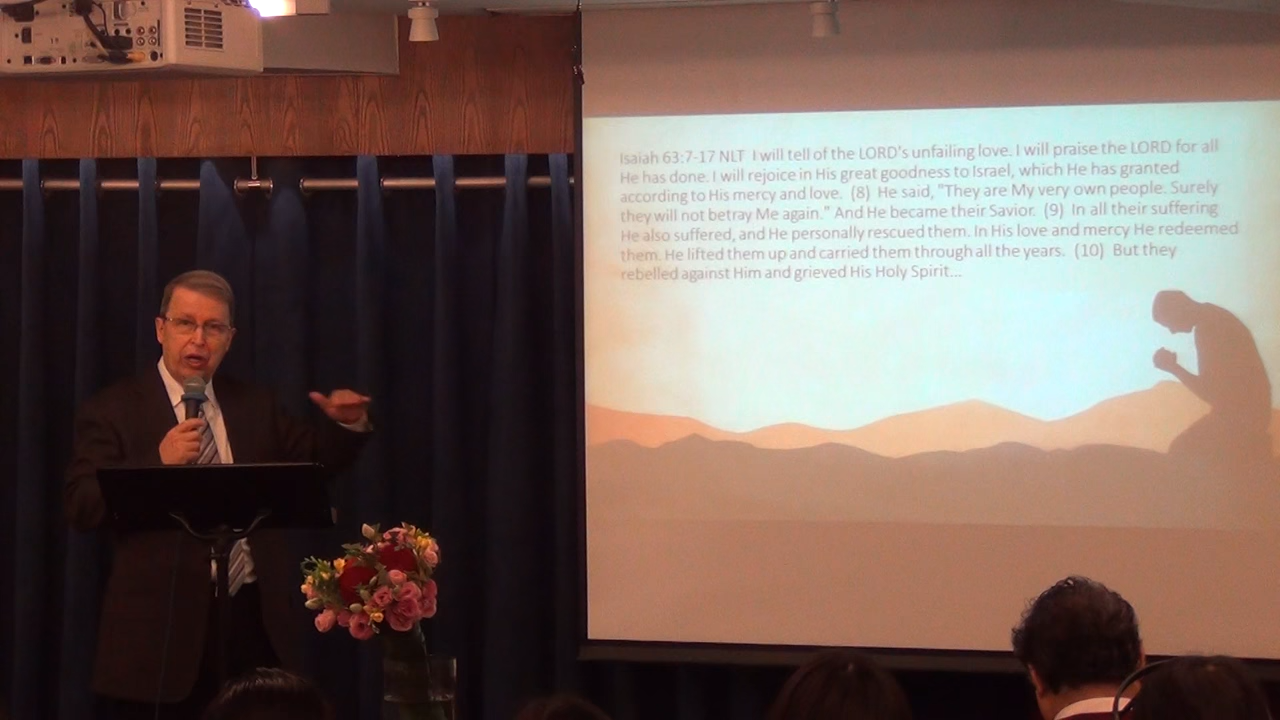 Isaiah 63:7-17 NLT  I will tell of the LORD's unfailing love. I will praise the LORD for all
He has done. I will rejoice in His great goodness to Israel, which He has granted
according to His mercy and love.  (8)  He said, "They are My very own people. Surely
they will not betray Me again." And He became their Savior.  (9)  In all their suffering
He also suffered, and He personally rescued them. In His love and mercy He redeemed
them. He lifted them up and carried them through all the years.  (10)  But they
rebelled against Him and grieved His Holy Spirit...